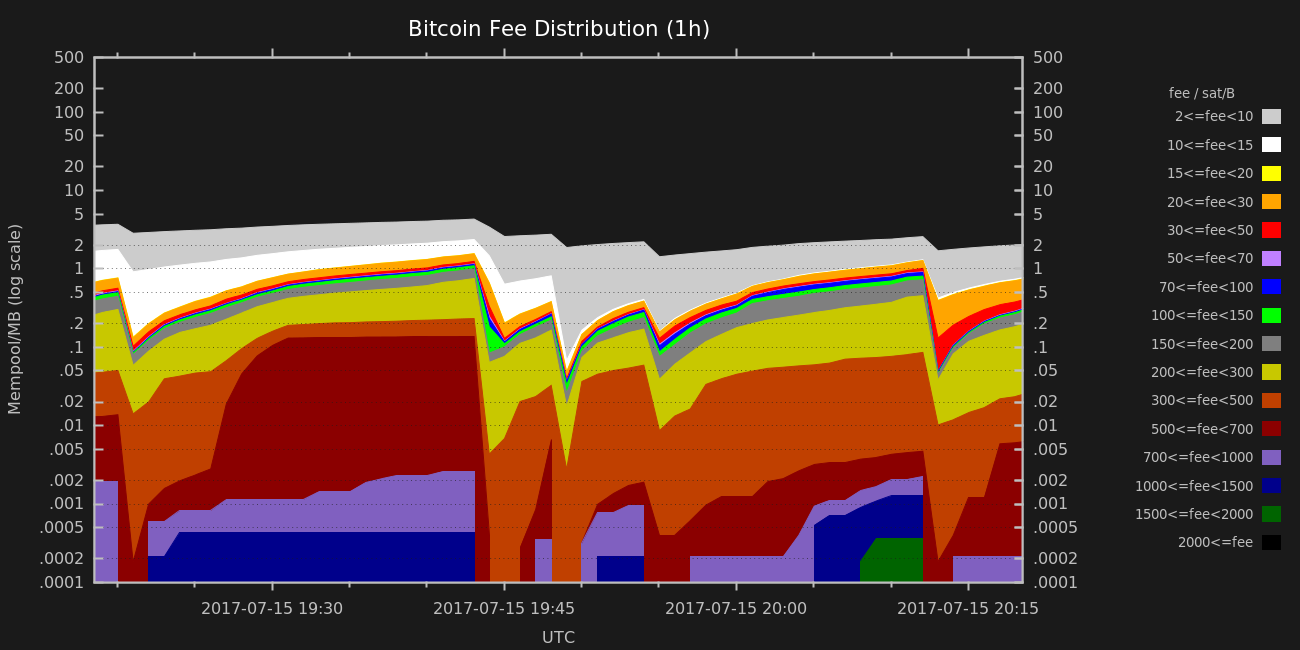 Bitcoin Fee Distribution (1h)
Mempool/MB (log scale)
500
200
100
50
20
10
5
2
1
.5
.2
.1
.05
.02
.01
.005
.002
.001
.0005
.0002
.0001
500
200
100
50
20
10
5
2
1
.5
.2
.1
.05
.02
.01
.005
.002
.001
.0005
.0002
.0001
2017-07-15 19:30
2017-07-15 19:45
2017-07-15 20:00
2017-07-15 20:15
UTC
fee / sat/B
2<=fee<10
10<=fee<15
15<=fee<20
20<=fee<30
30<=fee<50
50<=fee<70
70<=fee<100
100<=fee<150
150<=fee<200
200<=fee<300
300<=fee<500
500<=fee<700
700<=fee<1000
1000<=fee<1500
1500<=fee<2000
2000<=fee